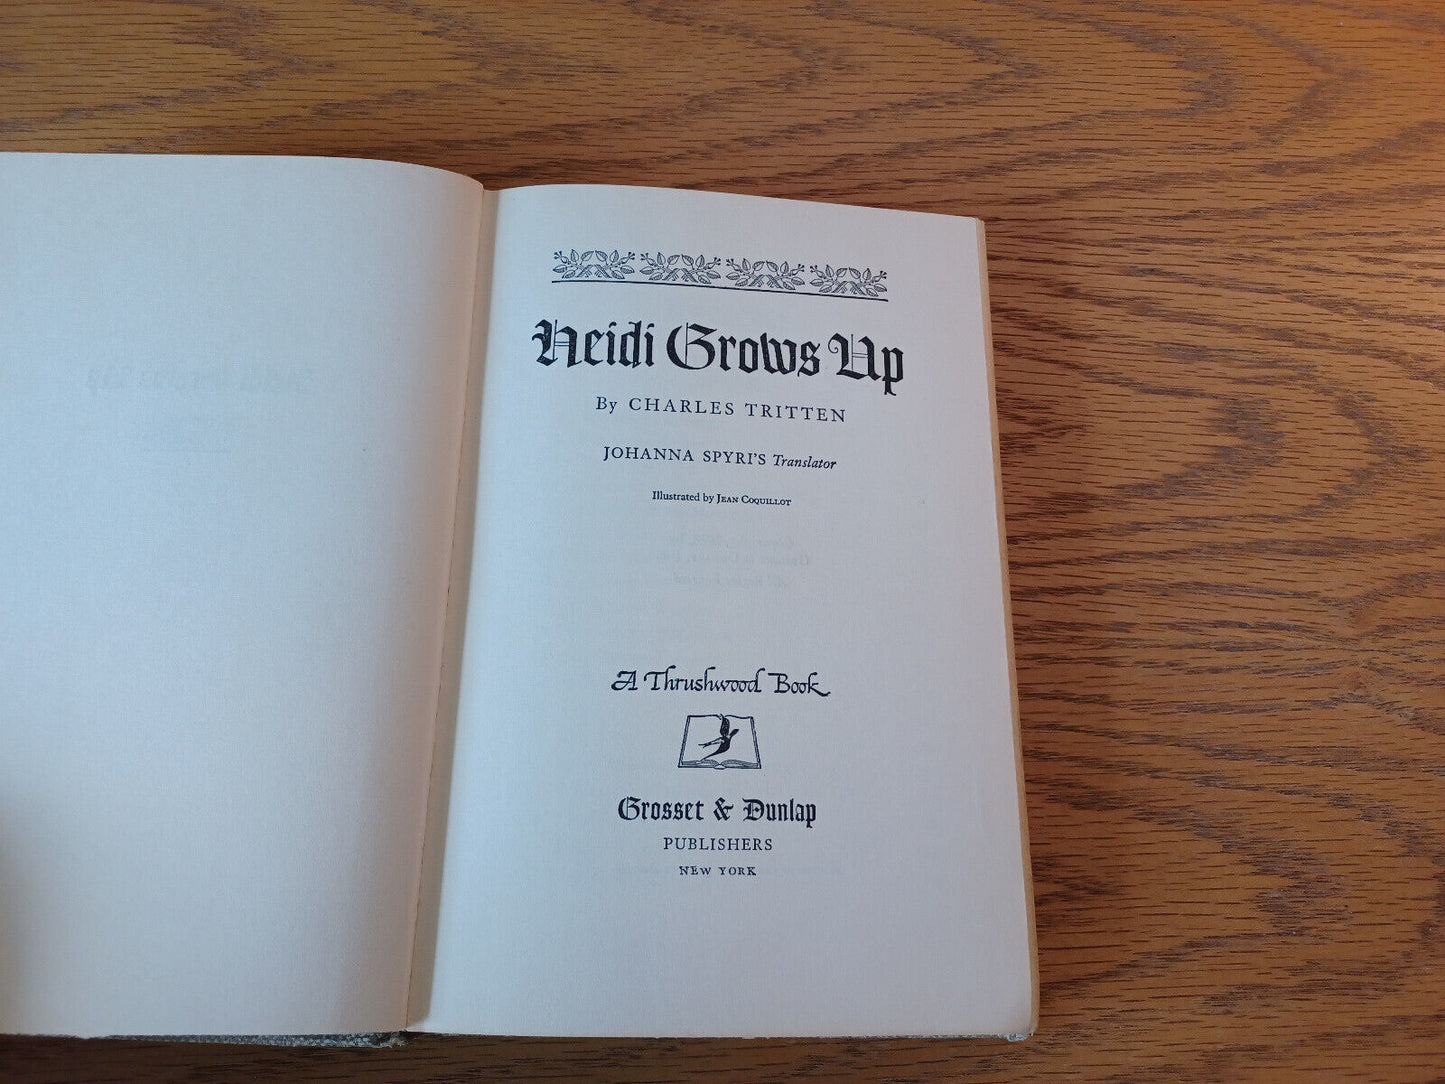 Heidi Grows Up
By CHARLES TRITTEN
JOHANNA SPYRI'S Translator
Illustrated by JEAN COQUILLOT
A Thrushwood Book
Grosset & Dunlap
PUBLISHERS
NEW YORK